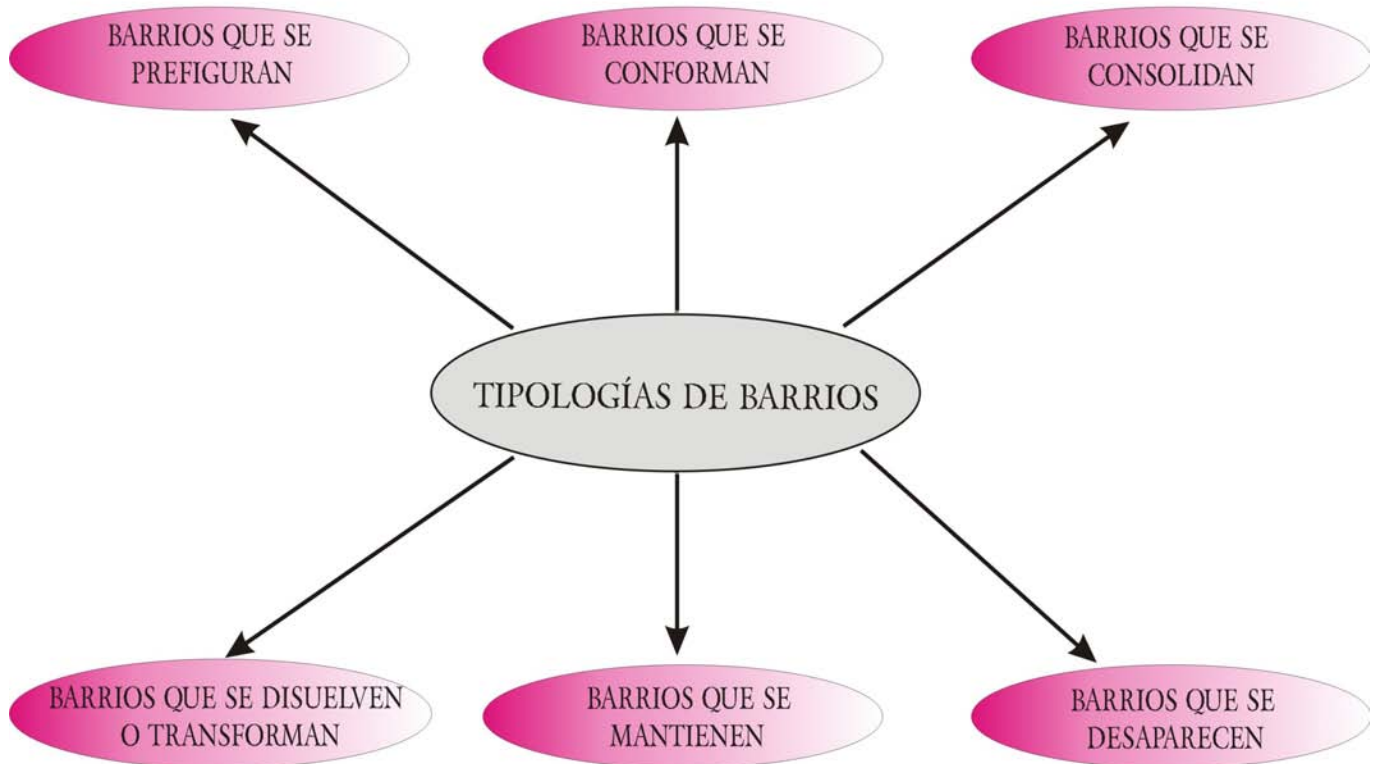 BARRIOS QUE SE
PREFIGURAN
BARRIOS QUE SE
CONFORMAN
BARRIOS QUE SE
CONSOLIDAN
TIPOLOGÍAS DE BARRIOS
BARRIOS QUE SE DISUELVEN
O TRANSFORMAN
BARRIOS QUE SE
MANTIENEN
BARRIOS QUE SE
DESAPARECEN